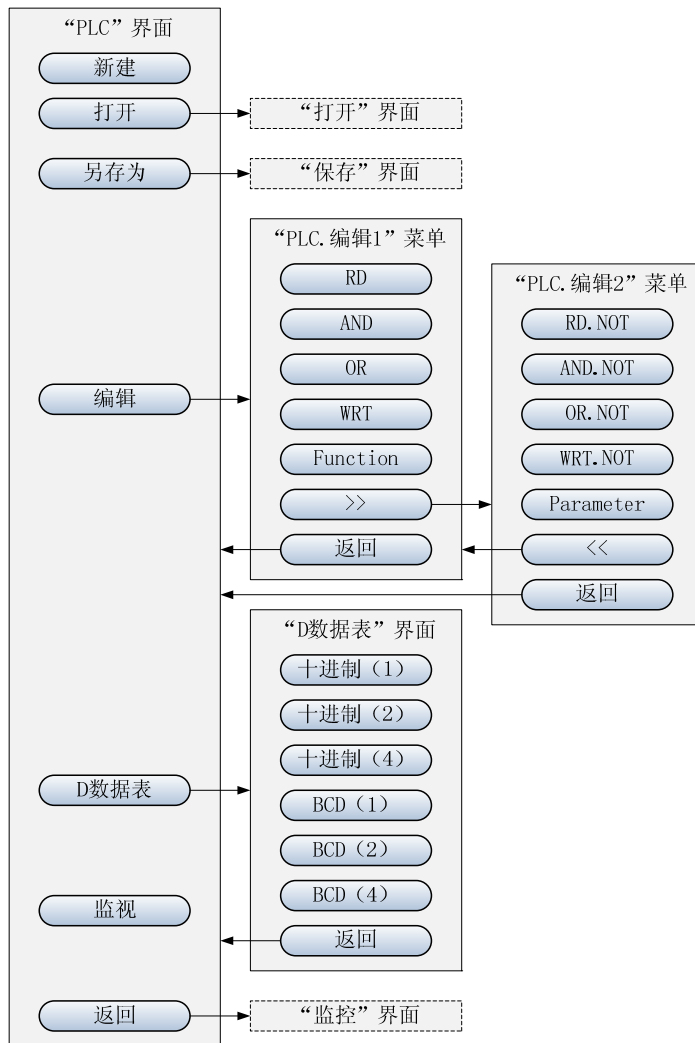 “PLC”界面
新建
打开
“打开”界面
另存为
“保存”界面
编辑
“PLC.编辑1”菜单
RD
AND
OR
WRT
Function
>>
返回
“PLC.编辑2”菜单
RD.NOT
AND.NOT
OR.NOT
WRT.NOT
Parameter
<<
返回
D数据表
“D数据表”界面
十进制（1）
十进制（2）
十进制（4）
BCD（1）
BCD（2）
BCD（4）
返回
监视
返回
“监控”界面